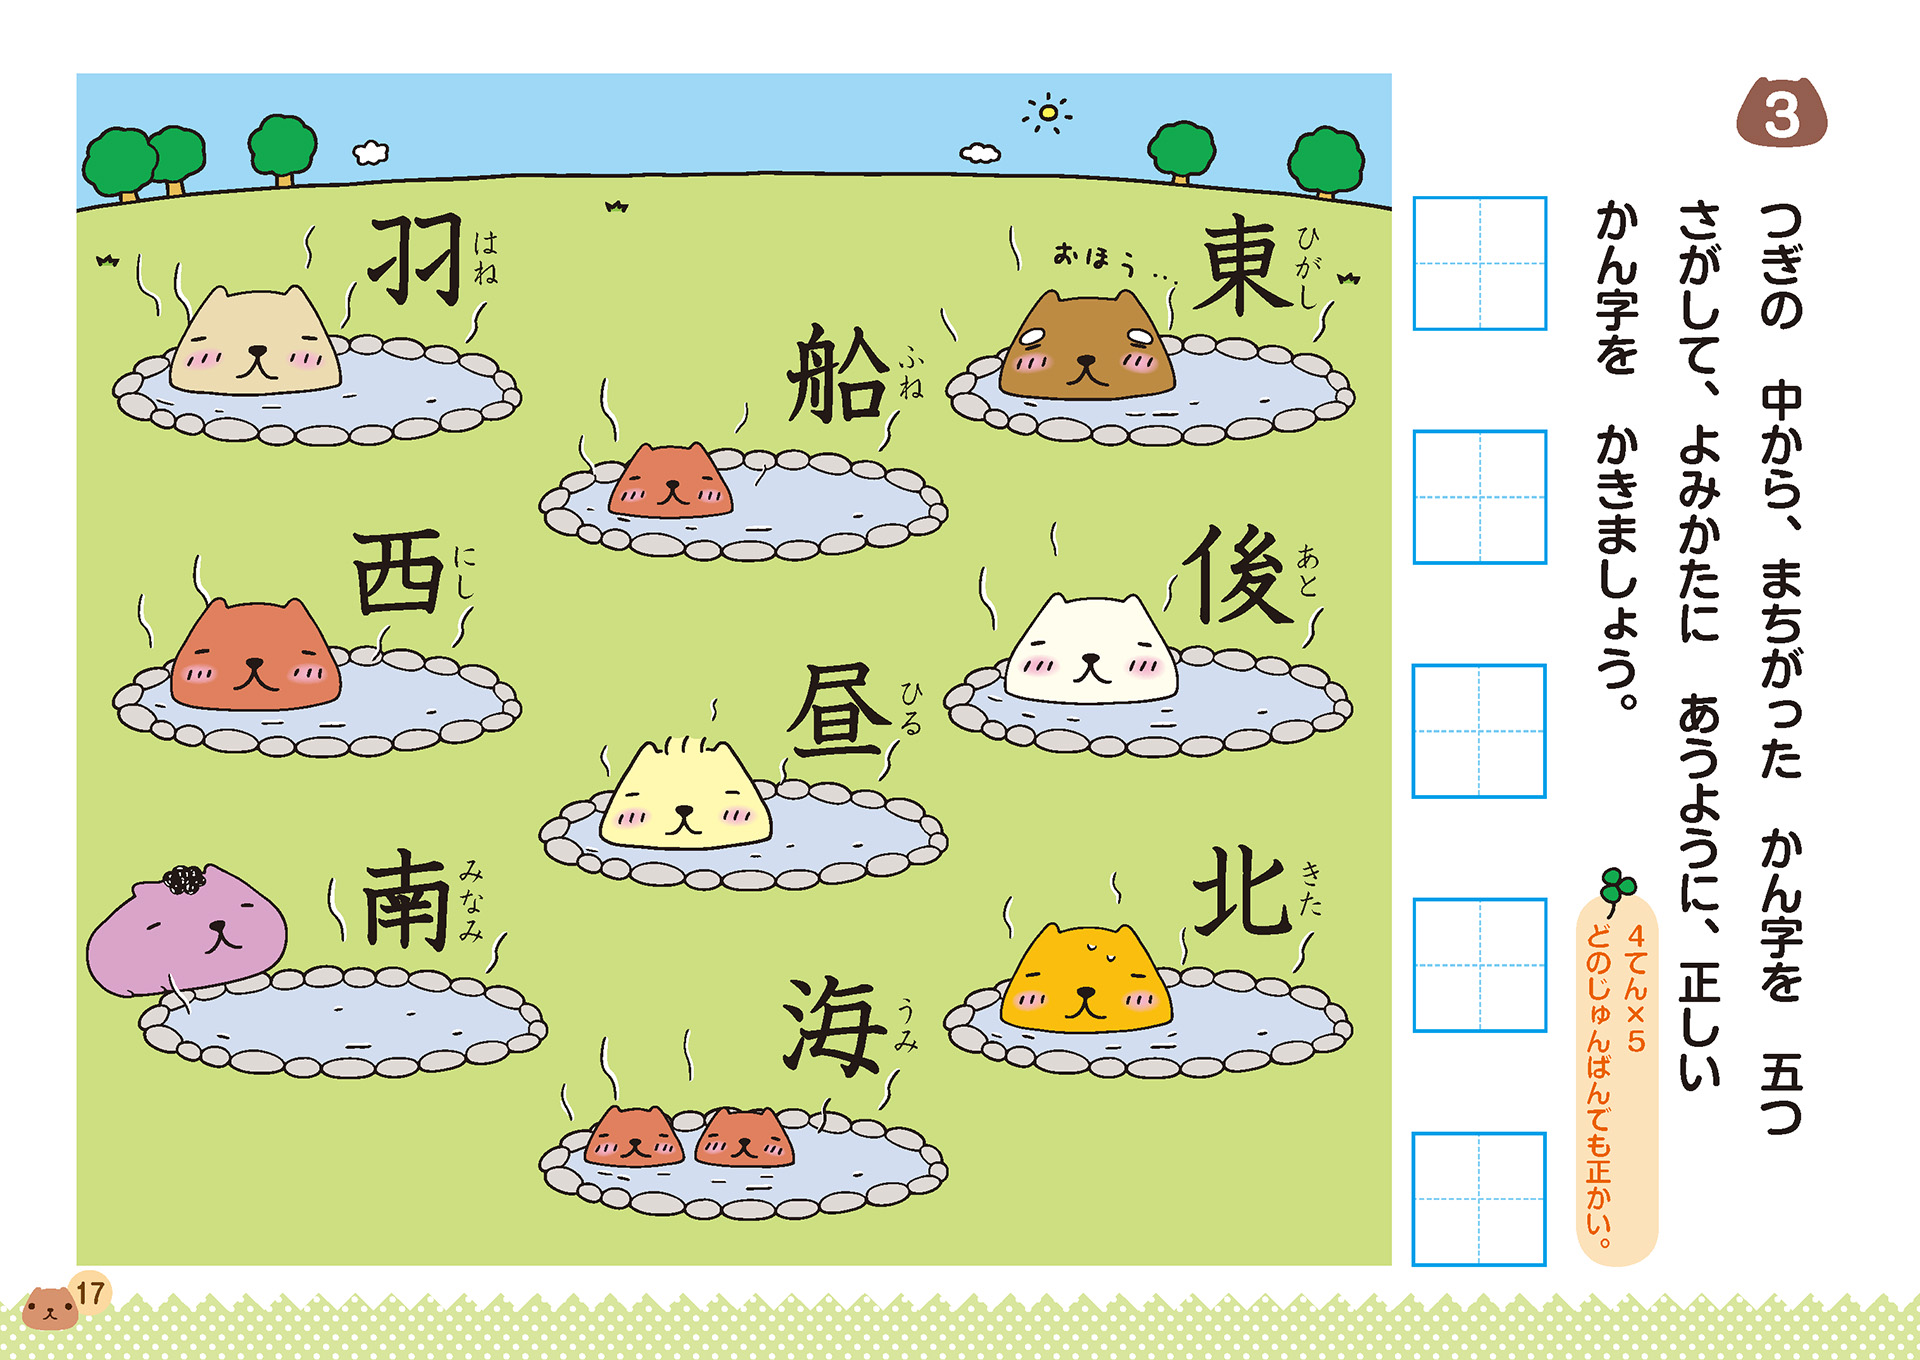 3
つぎの 中から、まちがった かん字を 五つ
さがして、よみかたに あうように、正しい
かん字を かきましょう。
4てん×5
どのじゅんばんでも正かい。
東
ひがし
おほう‥
後
あと
北
きた
船
ふね
昼
ひる
海
うみ
羽
はね
西
にし
南
みなみ
17